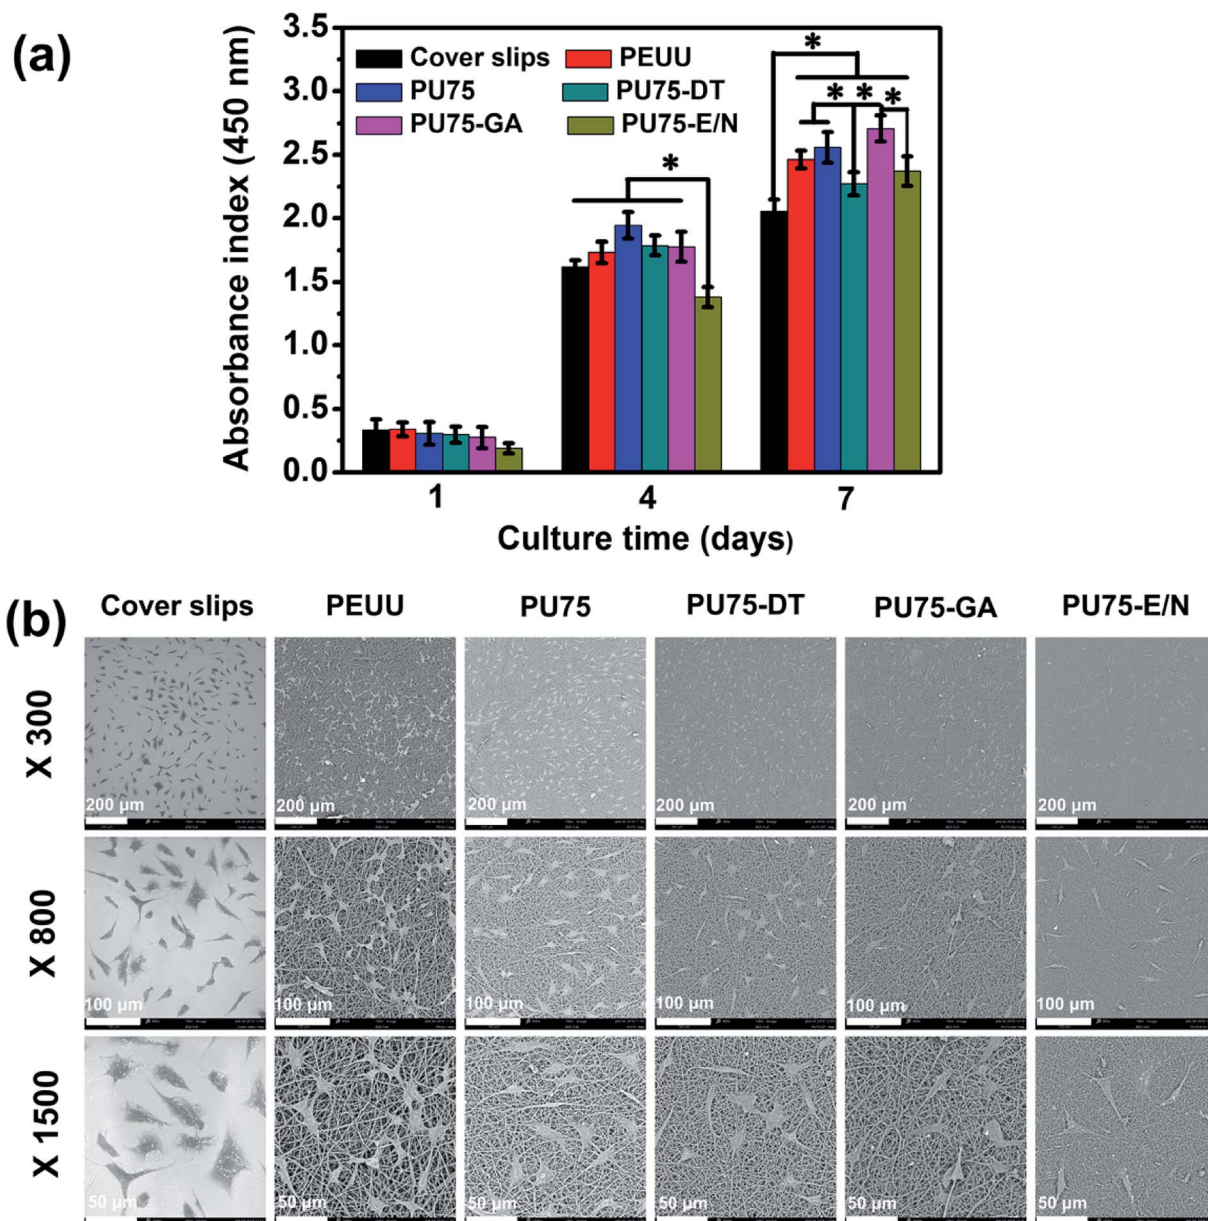 (a)
3.5
3.0
2.5
2.0
1.5
1.0
0.5
0.0
Absorbance index (450 nm)
Cover slips PEUU
PU75 PU75-DT
PU75-GA PU75-E/N
*
* * *
*
1 4 7
Culture time (days)
(b)
Cover slips PEUU PU75 PU75-DT PU75-GA PU75-E/N
X 300
200 µm 200 µm 200 µm 200 µm 200 µm 200 µm
X 800
100 µm 100 µm 100 µm 100 µm 100 µm 100 µm
X 1500
50 µm 50 µm 50 µm 50 µm 50 µm 50 µm